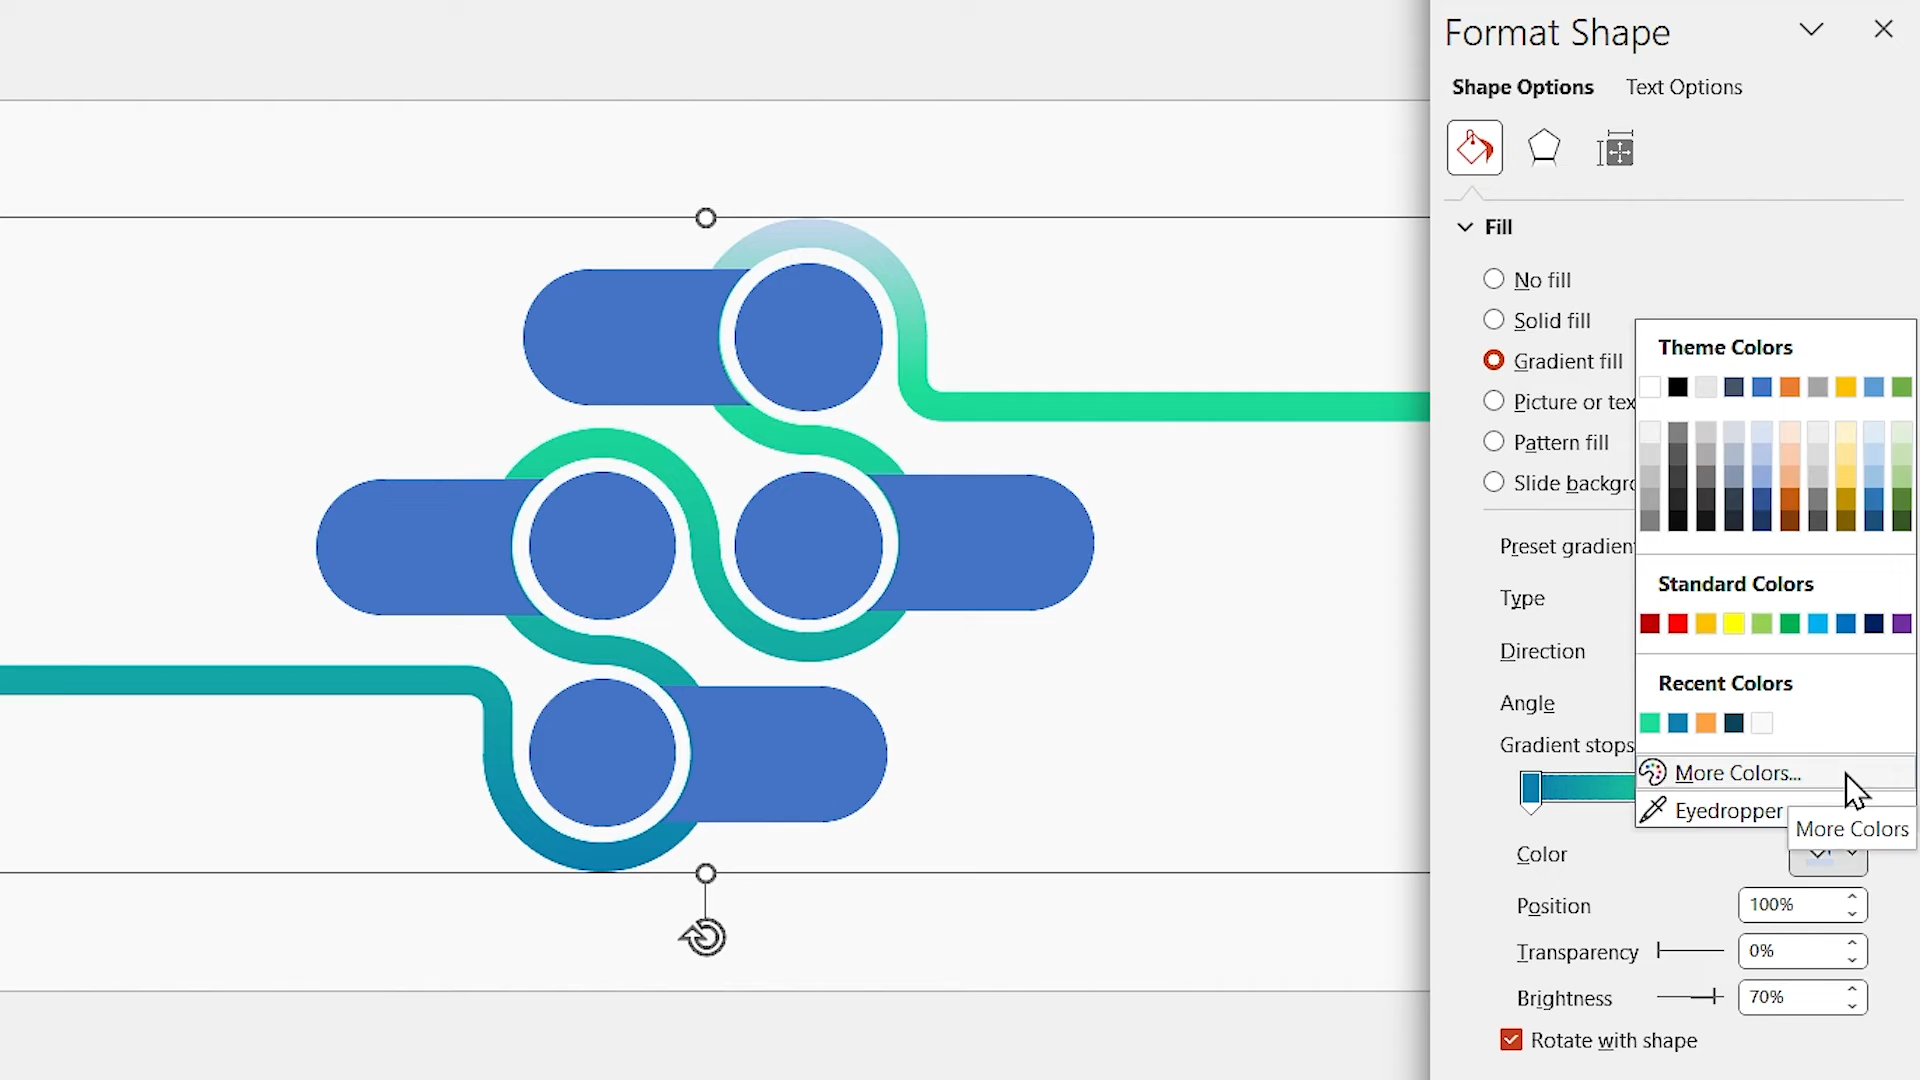 Format Shape
Shape Options
Text Options
Fill
No fill
Solid fill
Gradient fill
Picture or tex
Pattern fill
Slide backgro
Preset gradien
Type
Direction
Angle
Gradient stops
Theme Colors
Standard Colors
Recent Colors
More Colors...
Eyedropper
More Colors
Color
Position
100%
Transparency
0%
Brightness
70%
Rotate with shape